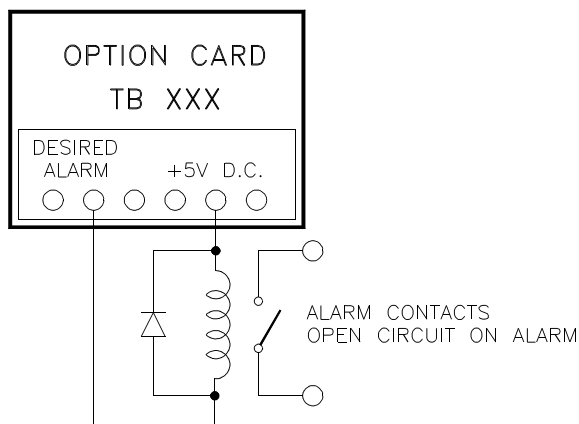 OPTION CARD
TB XXX
DESIRED
ALARM +5V D.C.
ALARM CONTACTS
OPEN CIRCUIT ON ALARM